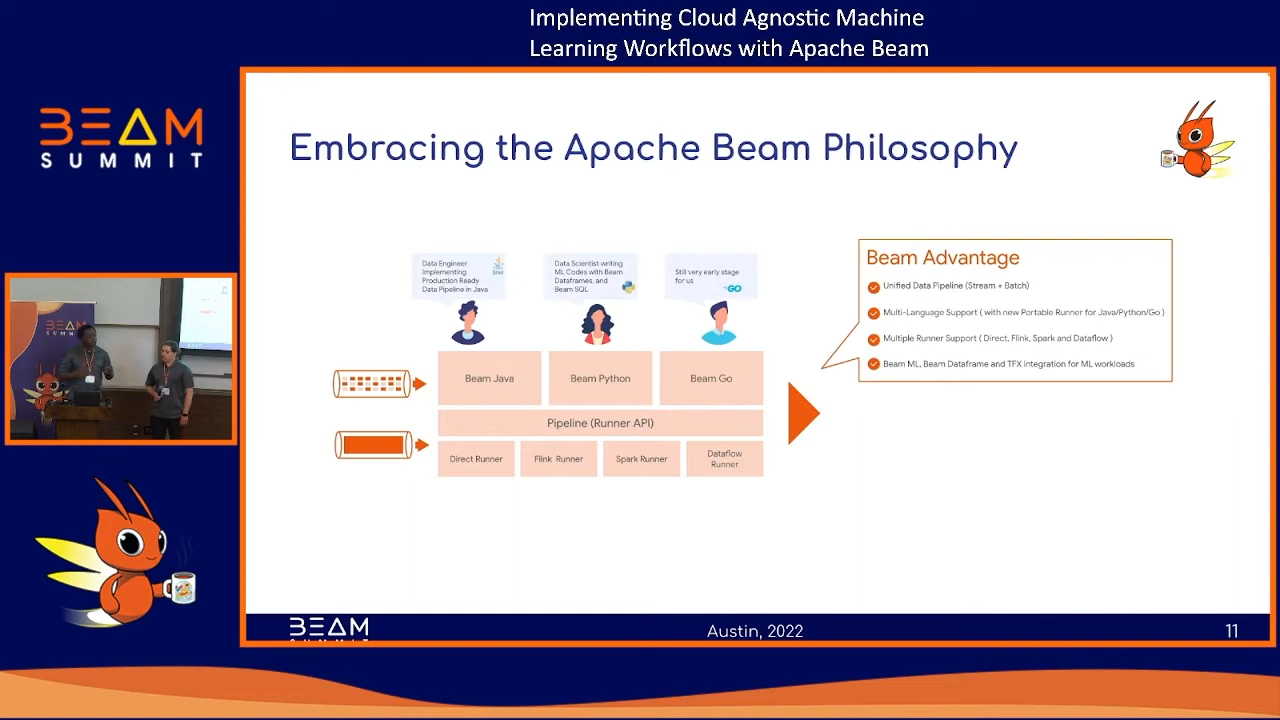 Implementing Cloud Agnostic Machine
Learning Workflows with Apache Beam
BEAM
SUMMIT
Embracing the Apache Beam Philosophy
Data Engineer
Implementing
Production Ready
Data Pipeline in Java
Data Scientist writing
ML Codes with Beam
Dataframes, and
Beam SQL
Still very early stage
for us
GO
Beam Java
Beam Python
Beam Go
Pipeline (Runner API)
Direct Runner
Flink Runner
Spark Runner
Dataflow
Runner
Beam Advantage
Unified Data Pipeline (Stream + Batch)
Multi-Language Support ( with new Portable Runner for Java/Python/Go )
Multiple Runner Support ( Direct, Flink, Spark and Dataflow )
Beam ML, Beam Dataframe and TFX integration for ML workloads
BEAM
SUMMIT
BEAM
Austin, 2022
11